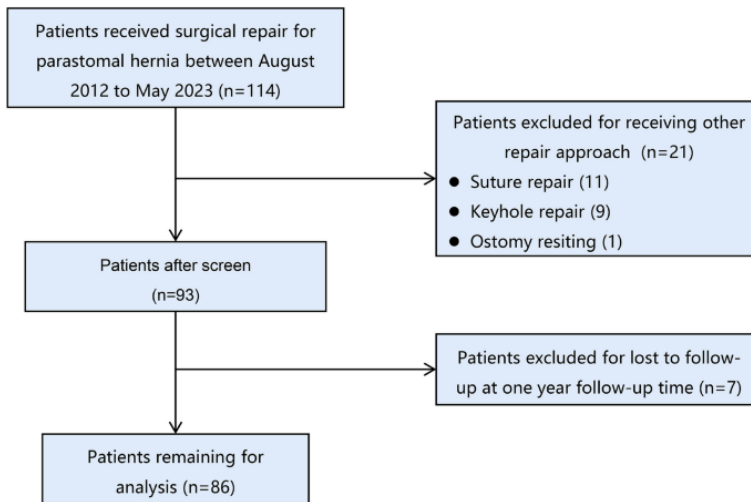 Patients received surgical repair for
parastomal hernia between August
2012 to May 2023 (n=114)
Patients excluded for receiving other
repair approach (n=21)
● Suture repair (11)
● Keyhole repair (9)
● Ostomy resiting (1)
Patients after screen
(n=93)
Patients excluded for lost to follow-
up at one year follow-up time (n=7)
Patients remaining for
analysis (n=86)